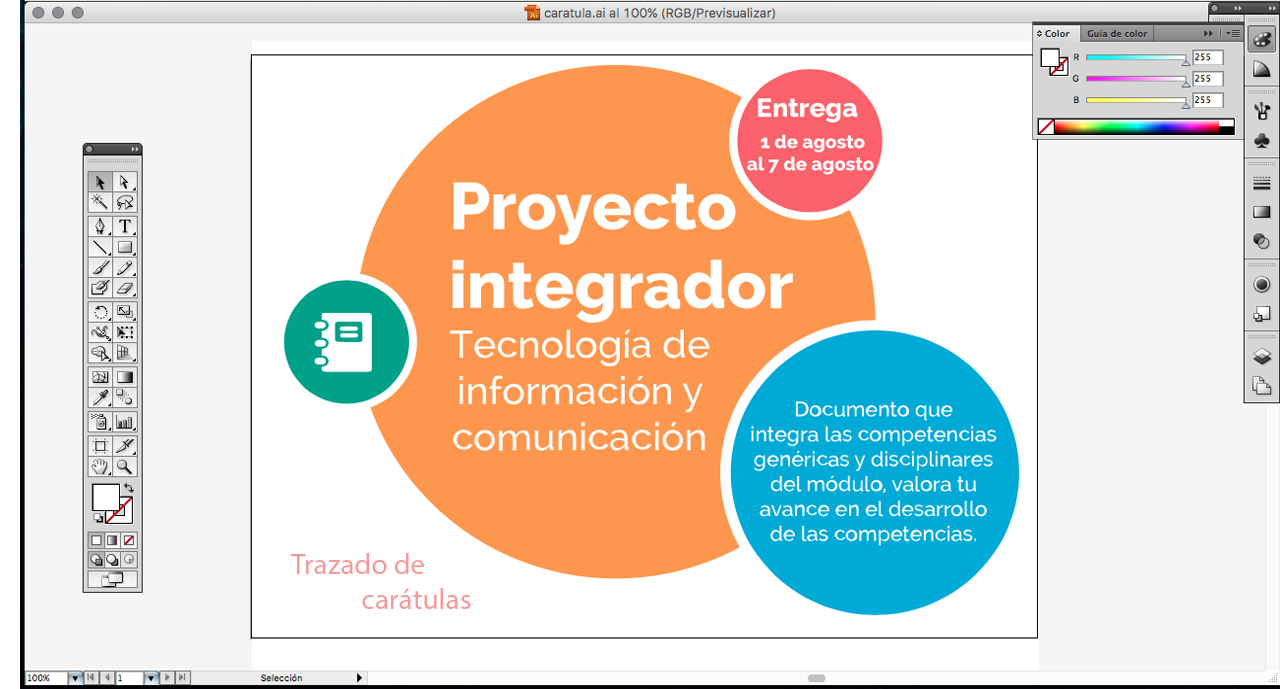 caratula.ai al 100% (RGB/Previsualizar)
Color
Guía de color
R
255
G
255
B
255
Entrega
1 de agosto
al 7 de agosto
Proyecto
integrador
Tecnología de
información y
comunicación
Documento que
integra las competencias
genéricas y disciplinares
del módulo, valora tu
avance en el desarrollo
de las competencias.
Trazado de
carátulas
100%
1
Selección